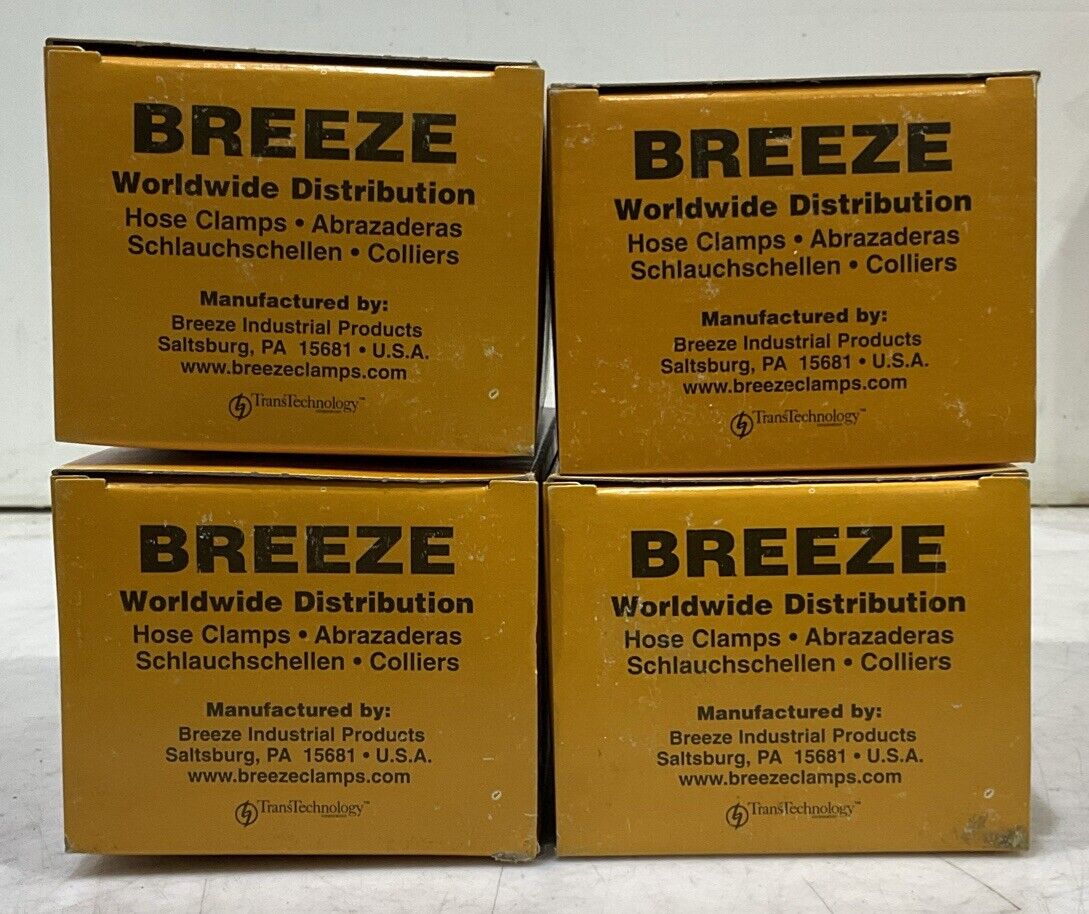 BREEZE
Worldwide Distribution
Hose Clamps • Abrazaderas
Schlauchschellen • Colliers
Manufactured by:
Breeze Industrial Products
Saltsburg, PA 15681 • U.S.A.
www.breezeclamps.com
TransTechnology™
BREEZE
Worldwide Distribution
Hose Clamps • Abrazaderas
Schlauchschellen • Colliers
Manufactured by:
Breeze Industrial Products
Saltsburg, PA 15681 • U.S.A.
www.breezeclamps.com
TransTechnology™
BREEZE
Worldwide Distribution
Hose Clamps • Abrazaderas
Schlauchschellen • Colliers
Manufactured by:
Breeze Industrial Products
Saltsburg, PA 15681 • U.S.A.
www.breezeclamps.com
TransTechnology™
BREEZE
Worldwide Distribution
Hose Clamps • Abrazaderas
Schlauchschellen • Colliers
Manufactured by:
Breeze Industrial Products
Saltsburg, PA 15681 • U.S.A.
www.breezeclamps.com
TransTechnology™